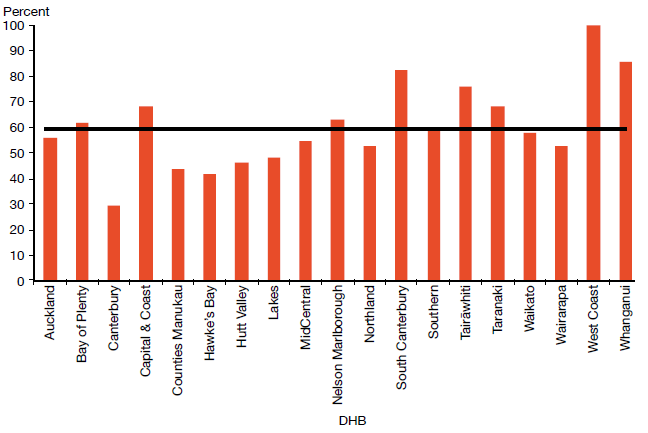 Percent
100
90
80
70
60
50
40
30
20
10
0
Auckland
Bay of Plenty
Canterbury
Capital & Coast
Counties Manukau
Hawke's Bay
Hutt Valley
Lakes
MidCentral
Nelson Marlborough
Northland
South Canterbury
Southern
Tairāwhiti
Taranaki
Waikato
Wairarapa
West Coast
Whanganui
DHB